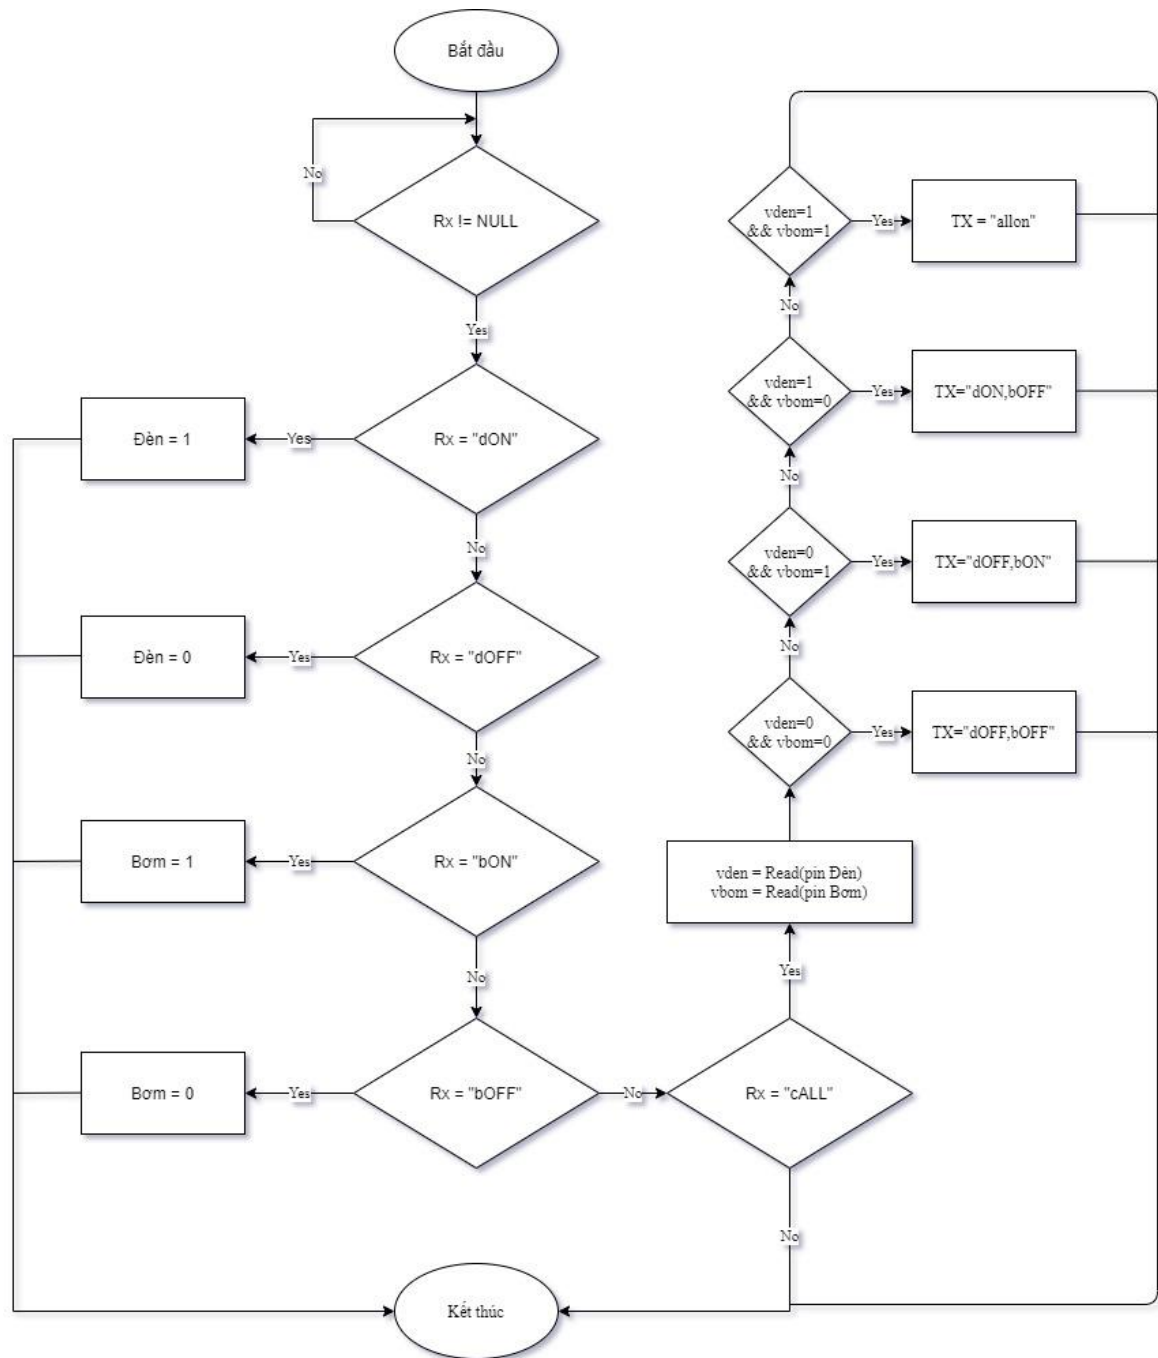 Bắt đầu
No
Rx != NULL
Yes
Rx = "dON"
Yes
Đèn = 1
No
Rx = "dOFF"
Yes
Đèn = 0
No
Rx = "bON"
Yes
Bơm = 1
No
Rx = "bOFF"
Yes
Bơm = 0
No
Rx = "cALL"
Yes
vden = Read(pin Đèn)
vbom = Read(pin Bơm)
vden=0
&& vbom=0
Yes
TX="dOFF,bOFF"
No
vden=0
&& vbom=1
Yes
TX="dOFF,bON"
No
vden=1
&& vbom=0
Yes
TX="dON,bOFF"
No
vden=1
&& vbom=1
Yes
TX = "allon"
No
Kết thúc